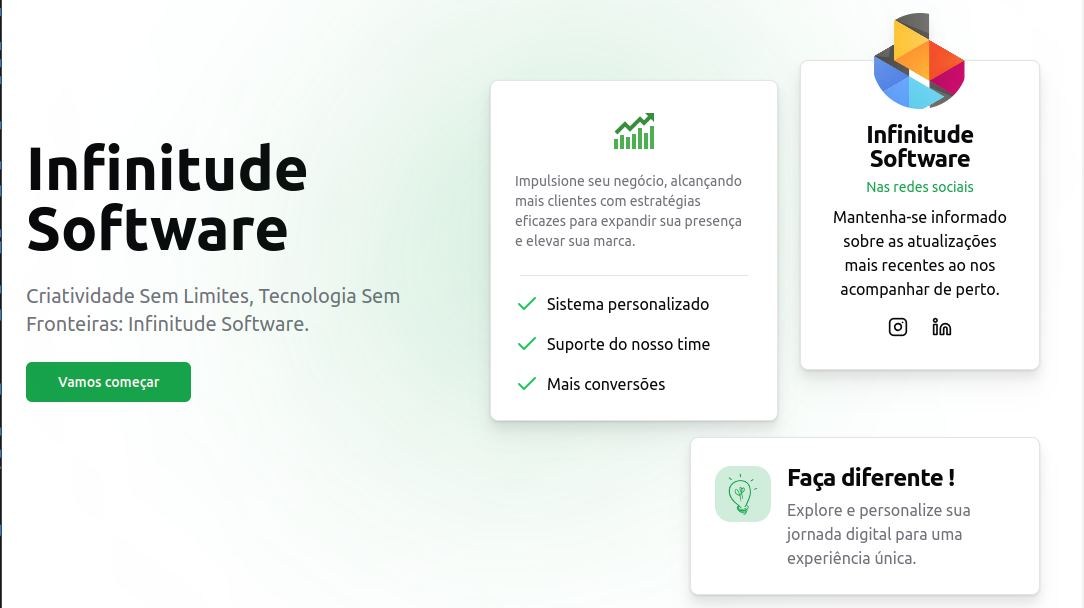 Infinitude
Software
Criatividade Sem Limites, Tecnologia Sem
Fronteiras: Infinitude Software.
Vamos começar
Impulsione seu negócio, alcançando
mais clientes com estratégias
eficazes para expandir sua presença
e elevar sua marca.
Sistema personalizado
Suporte do nosso time
Mais conversões
Infinitude
Software
Nas redes sociais
Mantenha-se informado
sobre as atualizações
mais recentes ao nos
acompanhar de perto.
Faça diferente !
Explore e personalize sua
jornada digital para uma
experiência única.